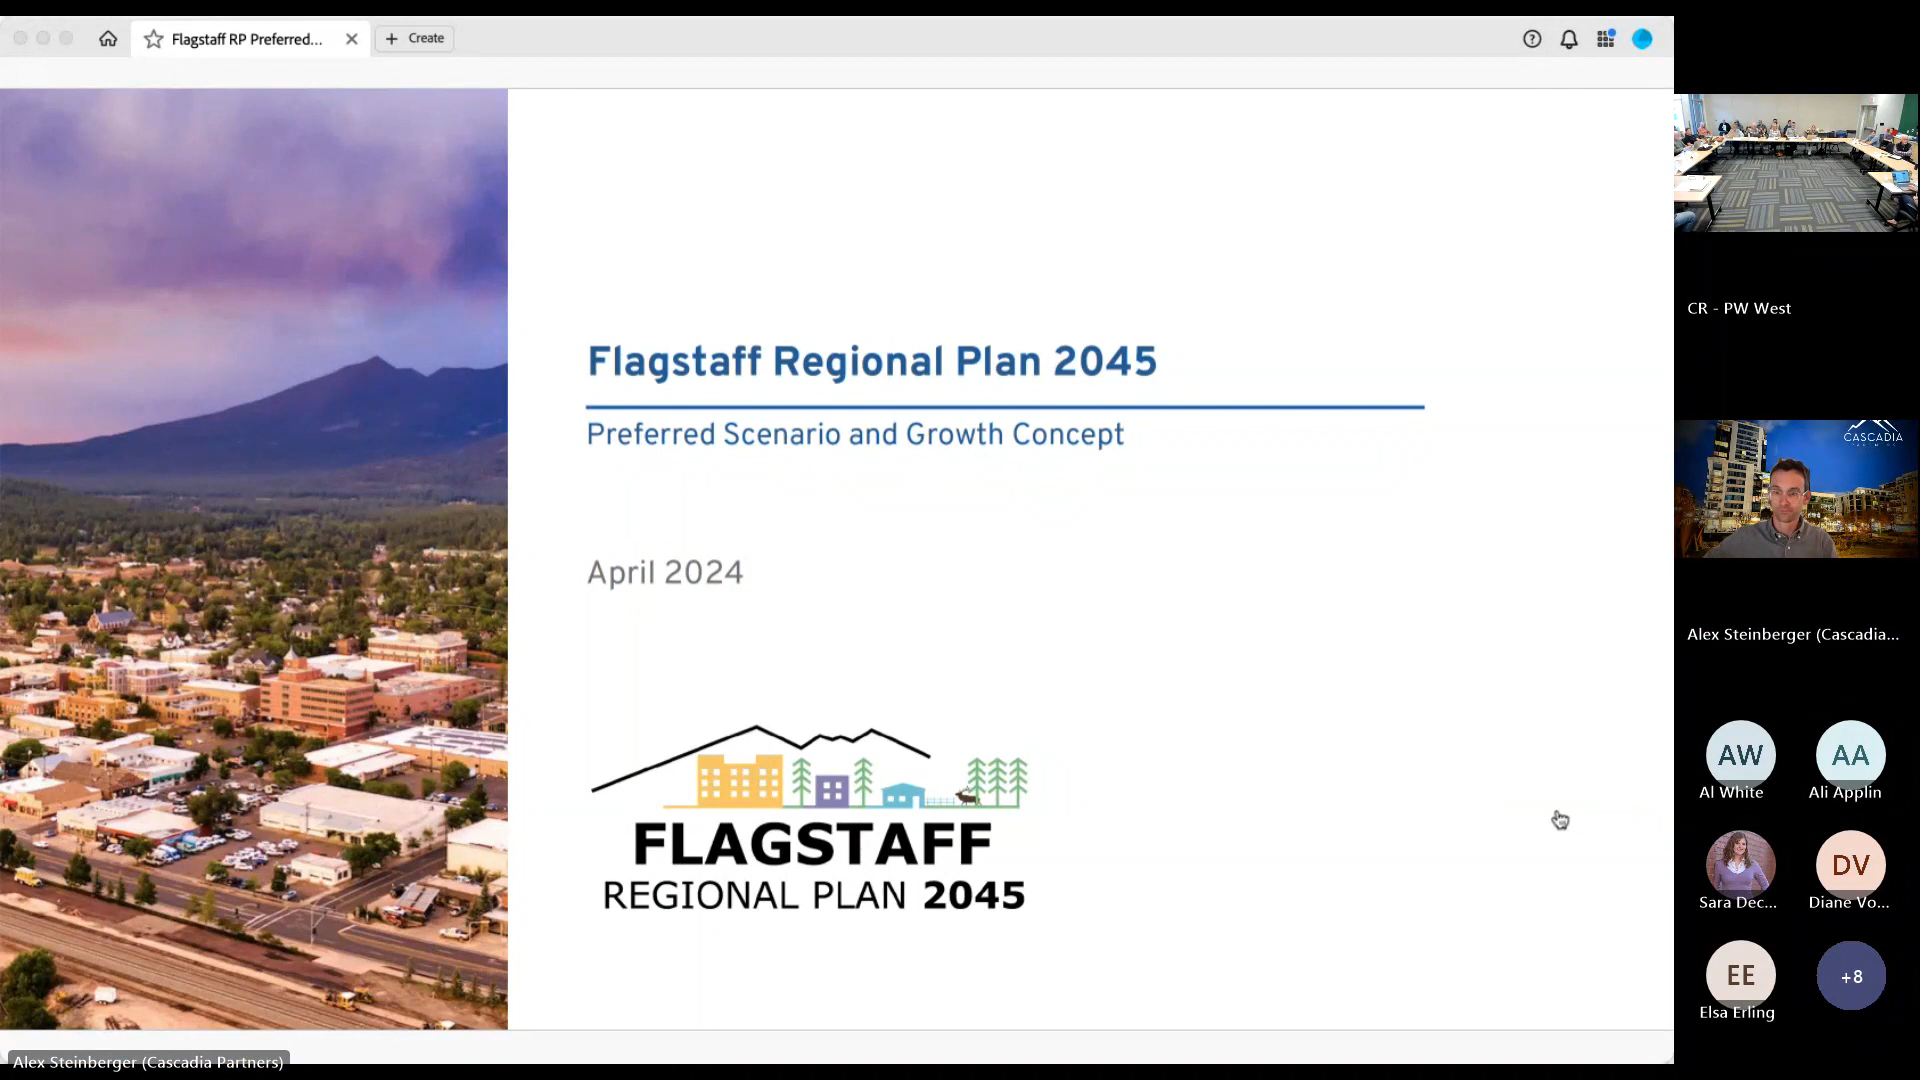 Flagstaff RP Preferred...
Create
Flagstaff Regional Plan 2045
Preferred Scenario and Growth Concept
April 2024
FLAGSTAFF
REGIONAL PLAN 2045
Alex Steinberger (Cascadia Partners)
CR - PW West
CASCADIA
Alex Steinberger (Cascadia...
AW
Al White
AA
Ali Applin
Sara Dec...
DV
Diane Vo...
EE
Elsa Erling
+8